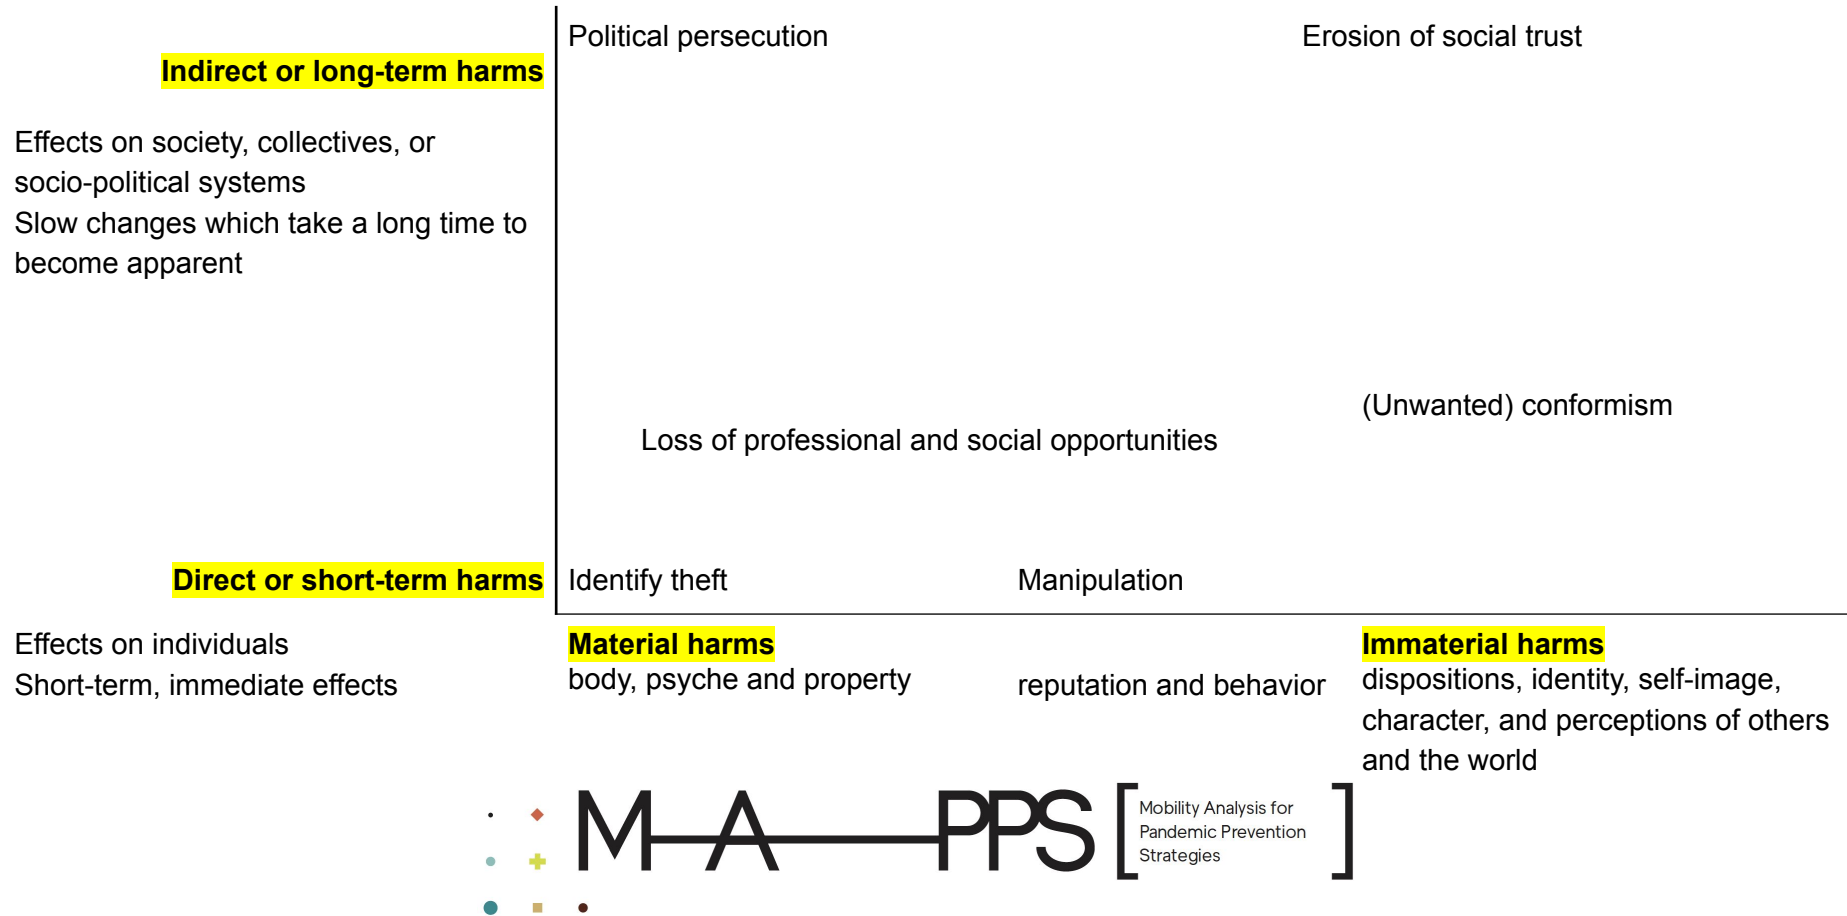 Political persecution
Erosion of social trust
Indirect or long-term harms
Effects on society, collectives, or
socio-political systems
Slow changes which take a long time to
become apparent
(Unwanted) conformism
Loss of professional and social opportunities
Direct or short-term harms
Identify theft
Manipulation
Effects on individuals
Short-term, immediate effects
Material harms
body, psyche and property
reputation and behavior
Immaterial harms
dispositions, identity, self-image,
character, and perceptions of others
and the world
M-A-PPS
Mobility Analysis for
Pandemic Prevention
Strategies